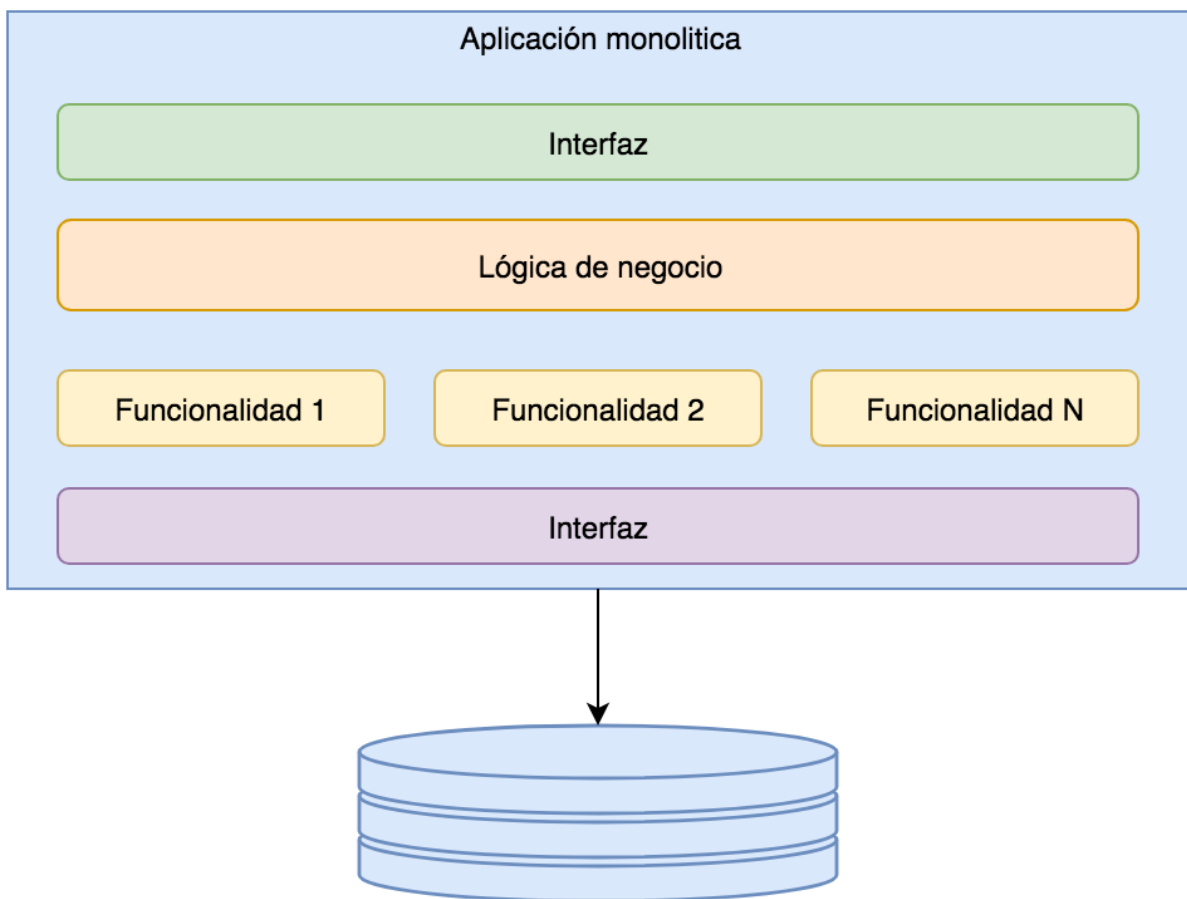 Aplicación monolitica
Interfaz
Lógica de negocio
Funcionalidad 1
Funcionalidad 2
Funcionalidad N
Interfaz